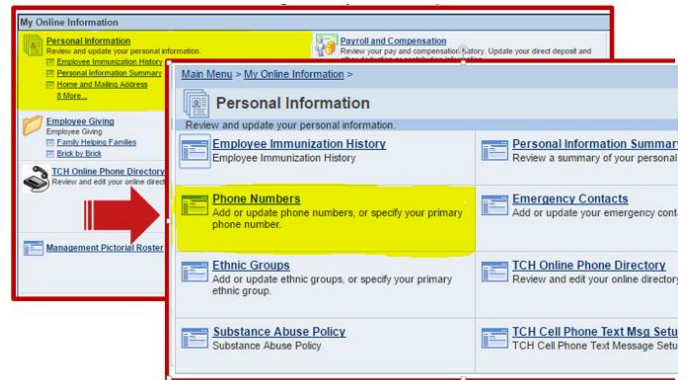 My Online Information
Personal Information
Review and update your personal information.
Employee Immunization History
Personal Information Summary
Home and Mailing Address
8 More...
Payroll and Compensation
Review your pay and compensation history. Update your direct deposit and
Employee Giving
Employee Giving
Family Helping Families
Brick by Brick
TCH Online Phone Directory
Review and edit your online direct
Management Pictorial Roster
Main Menu > My Online Information >
Personal Information
Review and update your personal information.
Employee Immunization History
Employee Immunization History
Personal Information Summar
Review a summary of your personal
Phone Numbers
Add or update phone numbers, or specify your primary
phone number.
Emergency Contacts
Add or update your emergency cont
Ethnic Groups
Add or update ethnic groups, or specify your primary
ethnic group.
TCH Online Phone Directory
Review and edit your online directory
Substance Abuse Policy
Substance Abuse Policy
TCH Cell Phone Text Msg Setu
TCH Cell Phone Text Message Setu